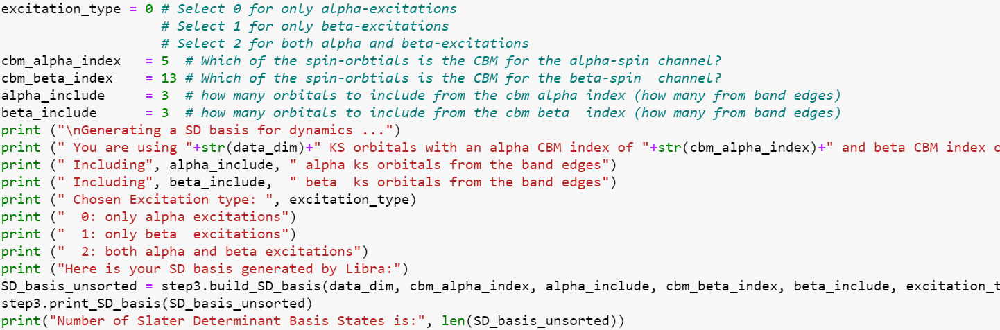 excitation_type = 0 # Select 0 for only alpha-excitations
                    # Select 1 for only beta-excitations
                    # Select 2 for both alpha and beta-excitations
cbm_alpha_index   = 5  # Which of the spin-orbtials is the CBM for the alpha-spin channel?
cbm_beta_index    = 13 # Which of the spin-orbtials is the CBM for the beta-spin  channel?
alpha_include     = 3  # how many orbitals to include from the cbm alpha index (how many from band edges)
beta_include      = 3  # how many orbitals to include from the cbm beta  index (how many from band edges)
print ("\nGenerating a SD basis for dynamics ...")
print (" You are using "+str(data_dim)+" KS orbitals with an alpha CBM index of "+str(cbm_alpha_index)+" and beta CBM index o
print (" Including", alpha_include, " alpha ks orbitals from the band edges")
print (" Including", beta_include,  " beta  ks orbitals from the band edges")
print (" Chosen Excitation type: ", excitation_type)
print ("  0: only alpha excitations")
print ("  1: only beta  excitations")
print ("  2: both alpha and beta excitations")
print ("Here is your SD basis generated by Libra:")
SD_basis_unsorted = step3.build_SD_basis(data_dim, cbm_alpha_index, alpha_include, cbm_beta_index, beta_include, excitation_t
step3.print_SD_basis(SD_basis_unsorted)
print("Number of Slater Determinant Basis States is:", len(SD_basis_unsorted))